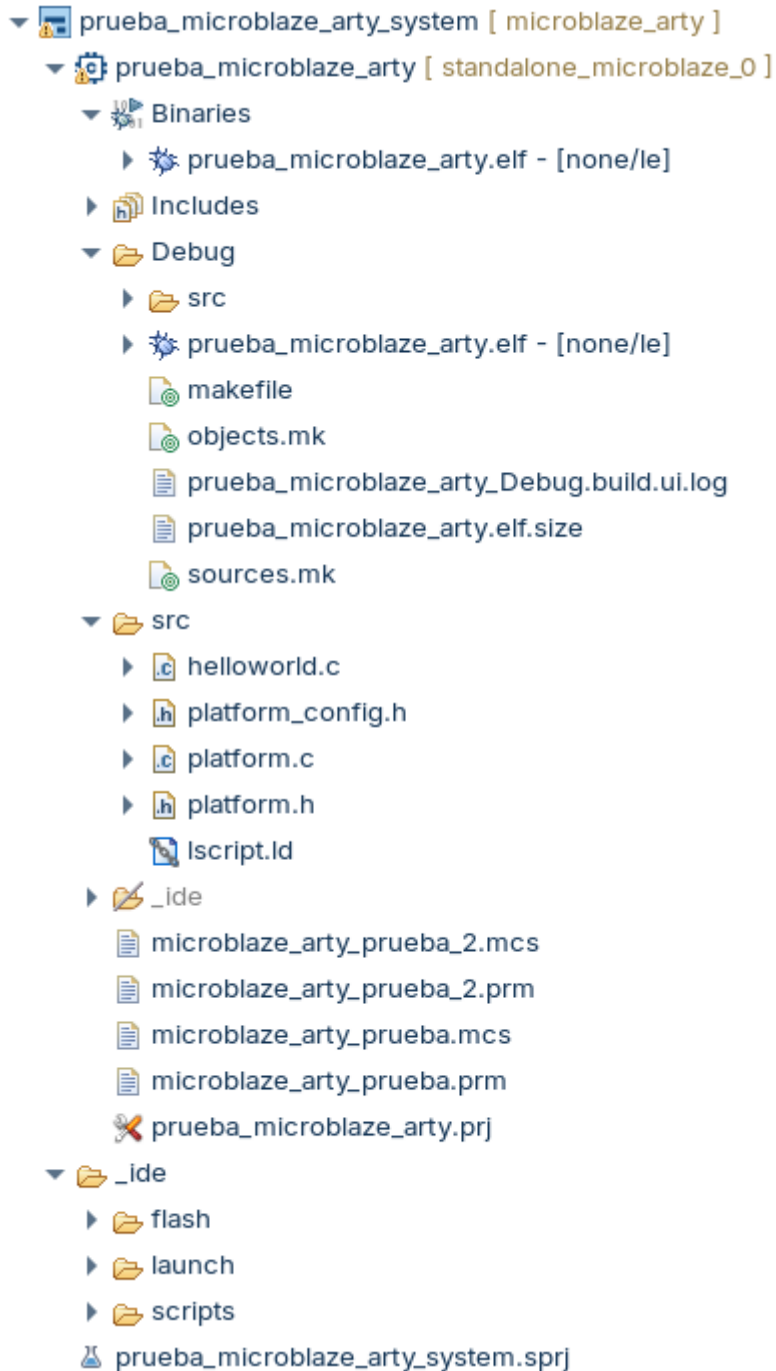 prueba_microblaze_arty_system [ microblaze_arty ]
prueba_microblaze_arty [ standalone_microblaze_0 ]
Binaries
prueba_microblaze_arty.elf - [none/le]
Includes
Debug
src
prueba_microblaze_arty.elf - [none/le]
makefile
objects.mk
prueba_microblaze_arty_Debug.build.ui.log
prueba_microblaze_arty.elf.size
sources.mk
src
helloworld.c
platform_config.h
platform.c
platform.h
lscript.ld
_ide
microblaze_arty_prueba_2.mcs
microblaze_arty_prueba_2.prm
microblaze_arty_prueba.mcs
microblaze_arty_prueba.prm
prueba_microblaze_arty.prj
_ide
flash
launch
scripts
prueba_microblaze_arty_system.sprj